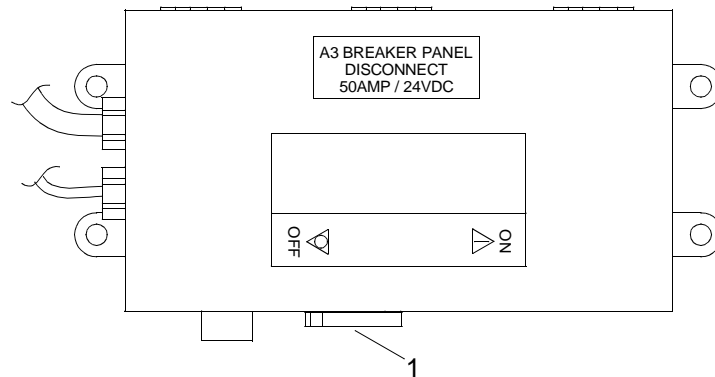 A3 BREAKER PANEL
DISCONNECT
50AMP / 24VDC
OFF
ON
1